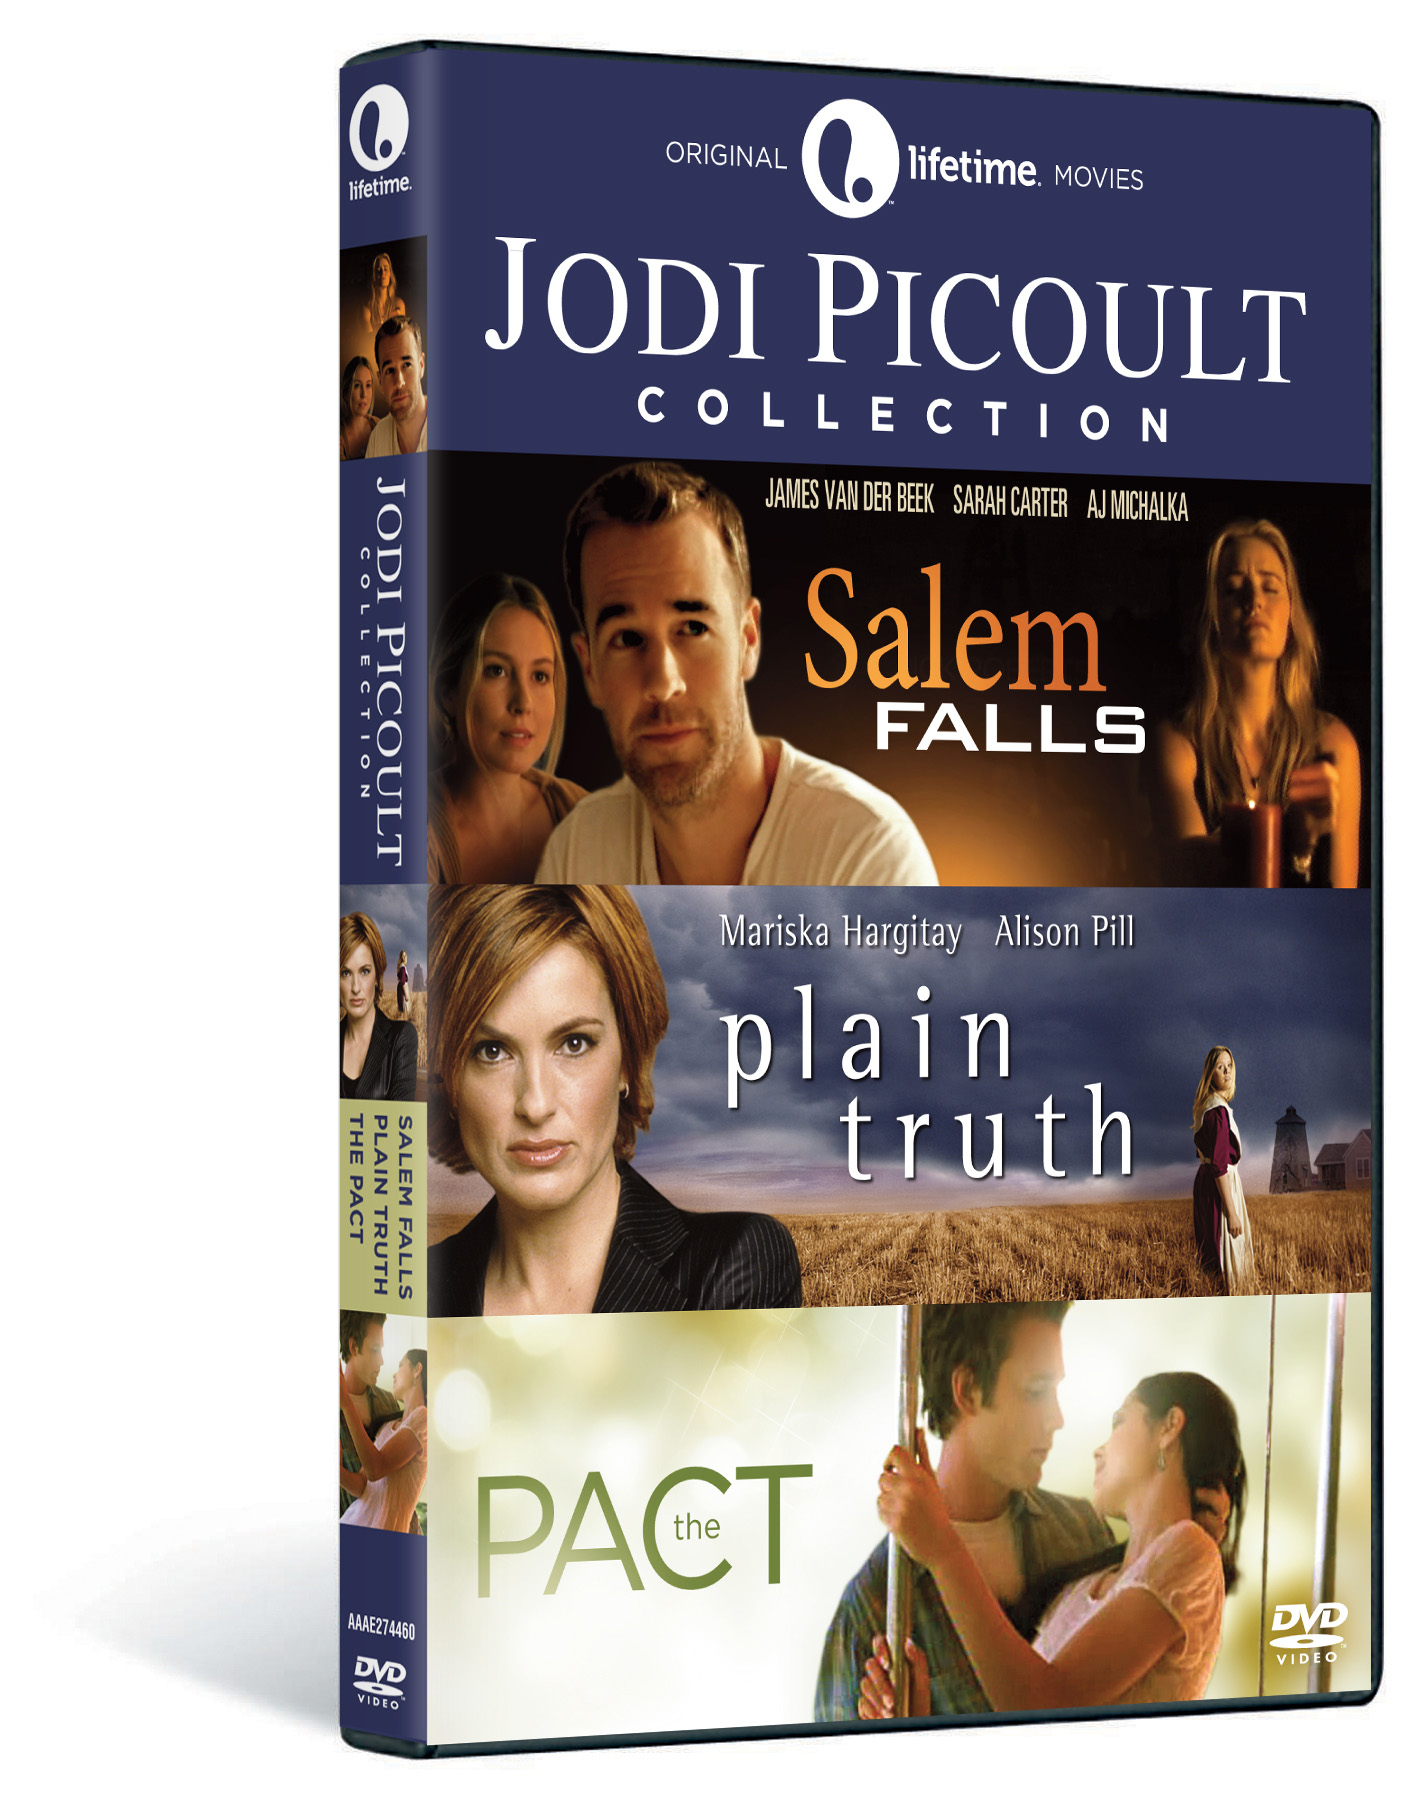 lifetime.
JODI PICOULT
COLLECTION
SALEM FALLS
PLAIN TRUTH
THE PACT
AAAE274460
DVD
VIDEO
ORIGINAL lifetime. MOVIES
JODI PICOULT
COLLECTION
JAMES VAN DER BEEK SARAH CARTER AJ MICHALKA
Salem
FALLS
Mariska Hargitay Alison Pill
plain
truth
the
PACT
DVD
VIDEO